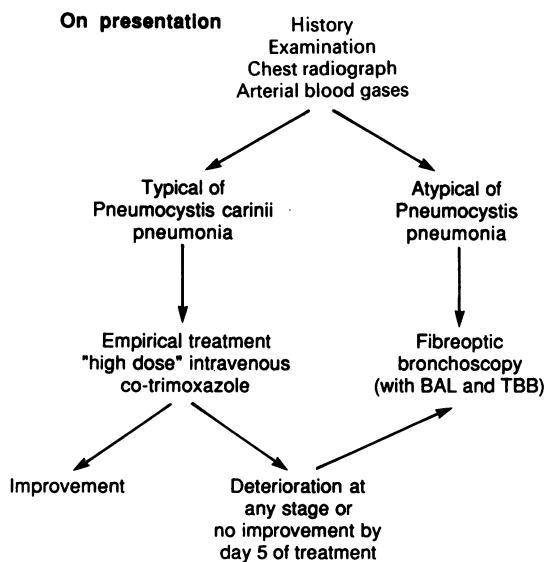 On presentation
History
Examination
Chest radiograph
Arterial blood gases
Typical of
Pneumocystis carinii
pneumonia
Atypical of
Pneumocystis
pneumonia
Empirical treatment
"high dose" intravenous
co-trimoxazole
Fibreoptic
bronchoscopy
(with BAL and TBB)
Improvement
Deterioration at
any stage or
no improvement by
day 5 of treatment